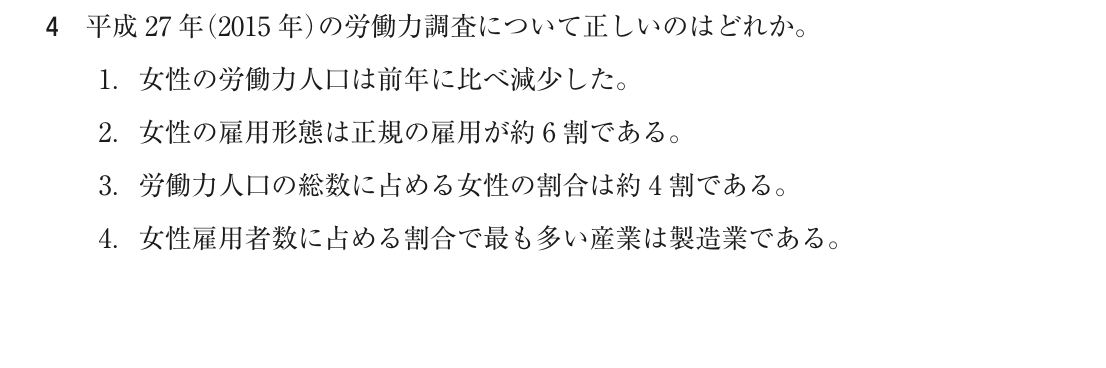 4 平成 27 年(2015 年)の労働力調査について正しいのはどれか。
1. 女性の労働力人口は前年に比べ減少した。
2. 女性の雇用形態は正規の雇用が約 6 割である。
3. 労働力人口の総数に占める女性の割合は約 4 割である。
4. 女性雇用者数に占める割合で最も多い産業は製造業である。